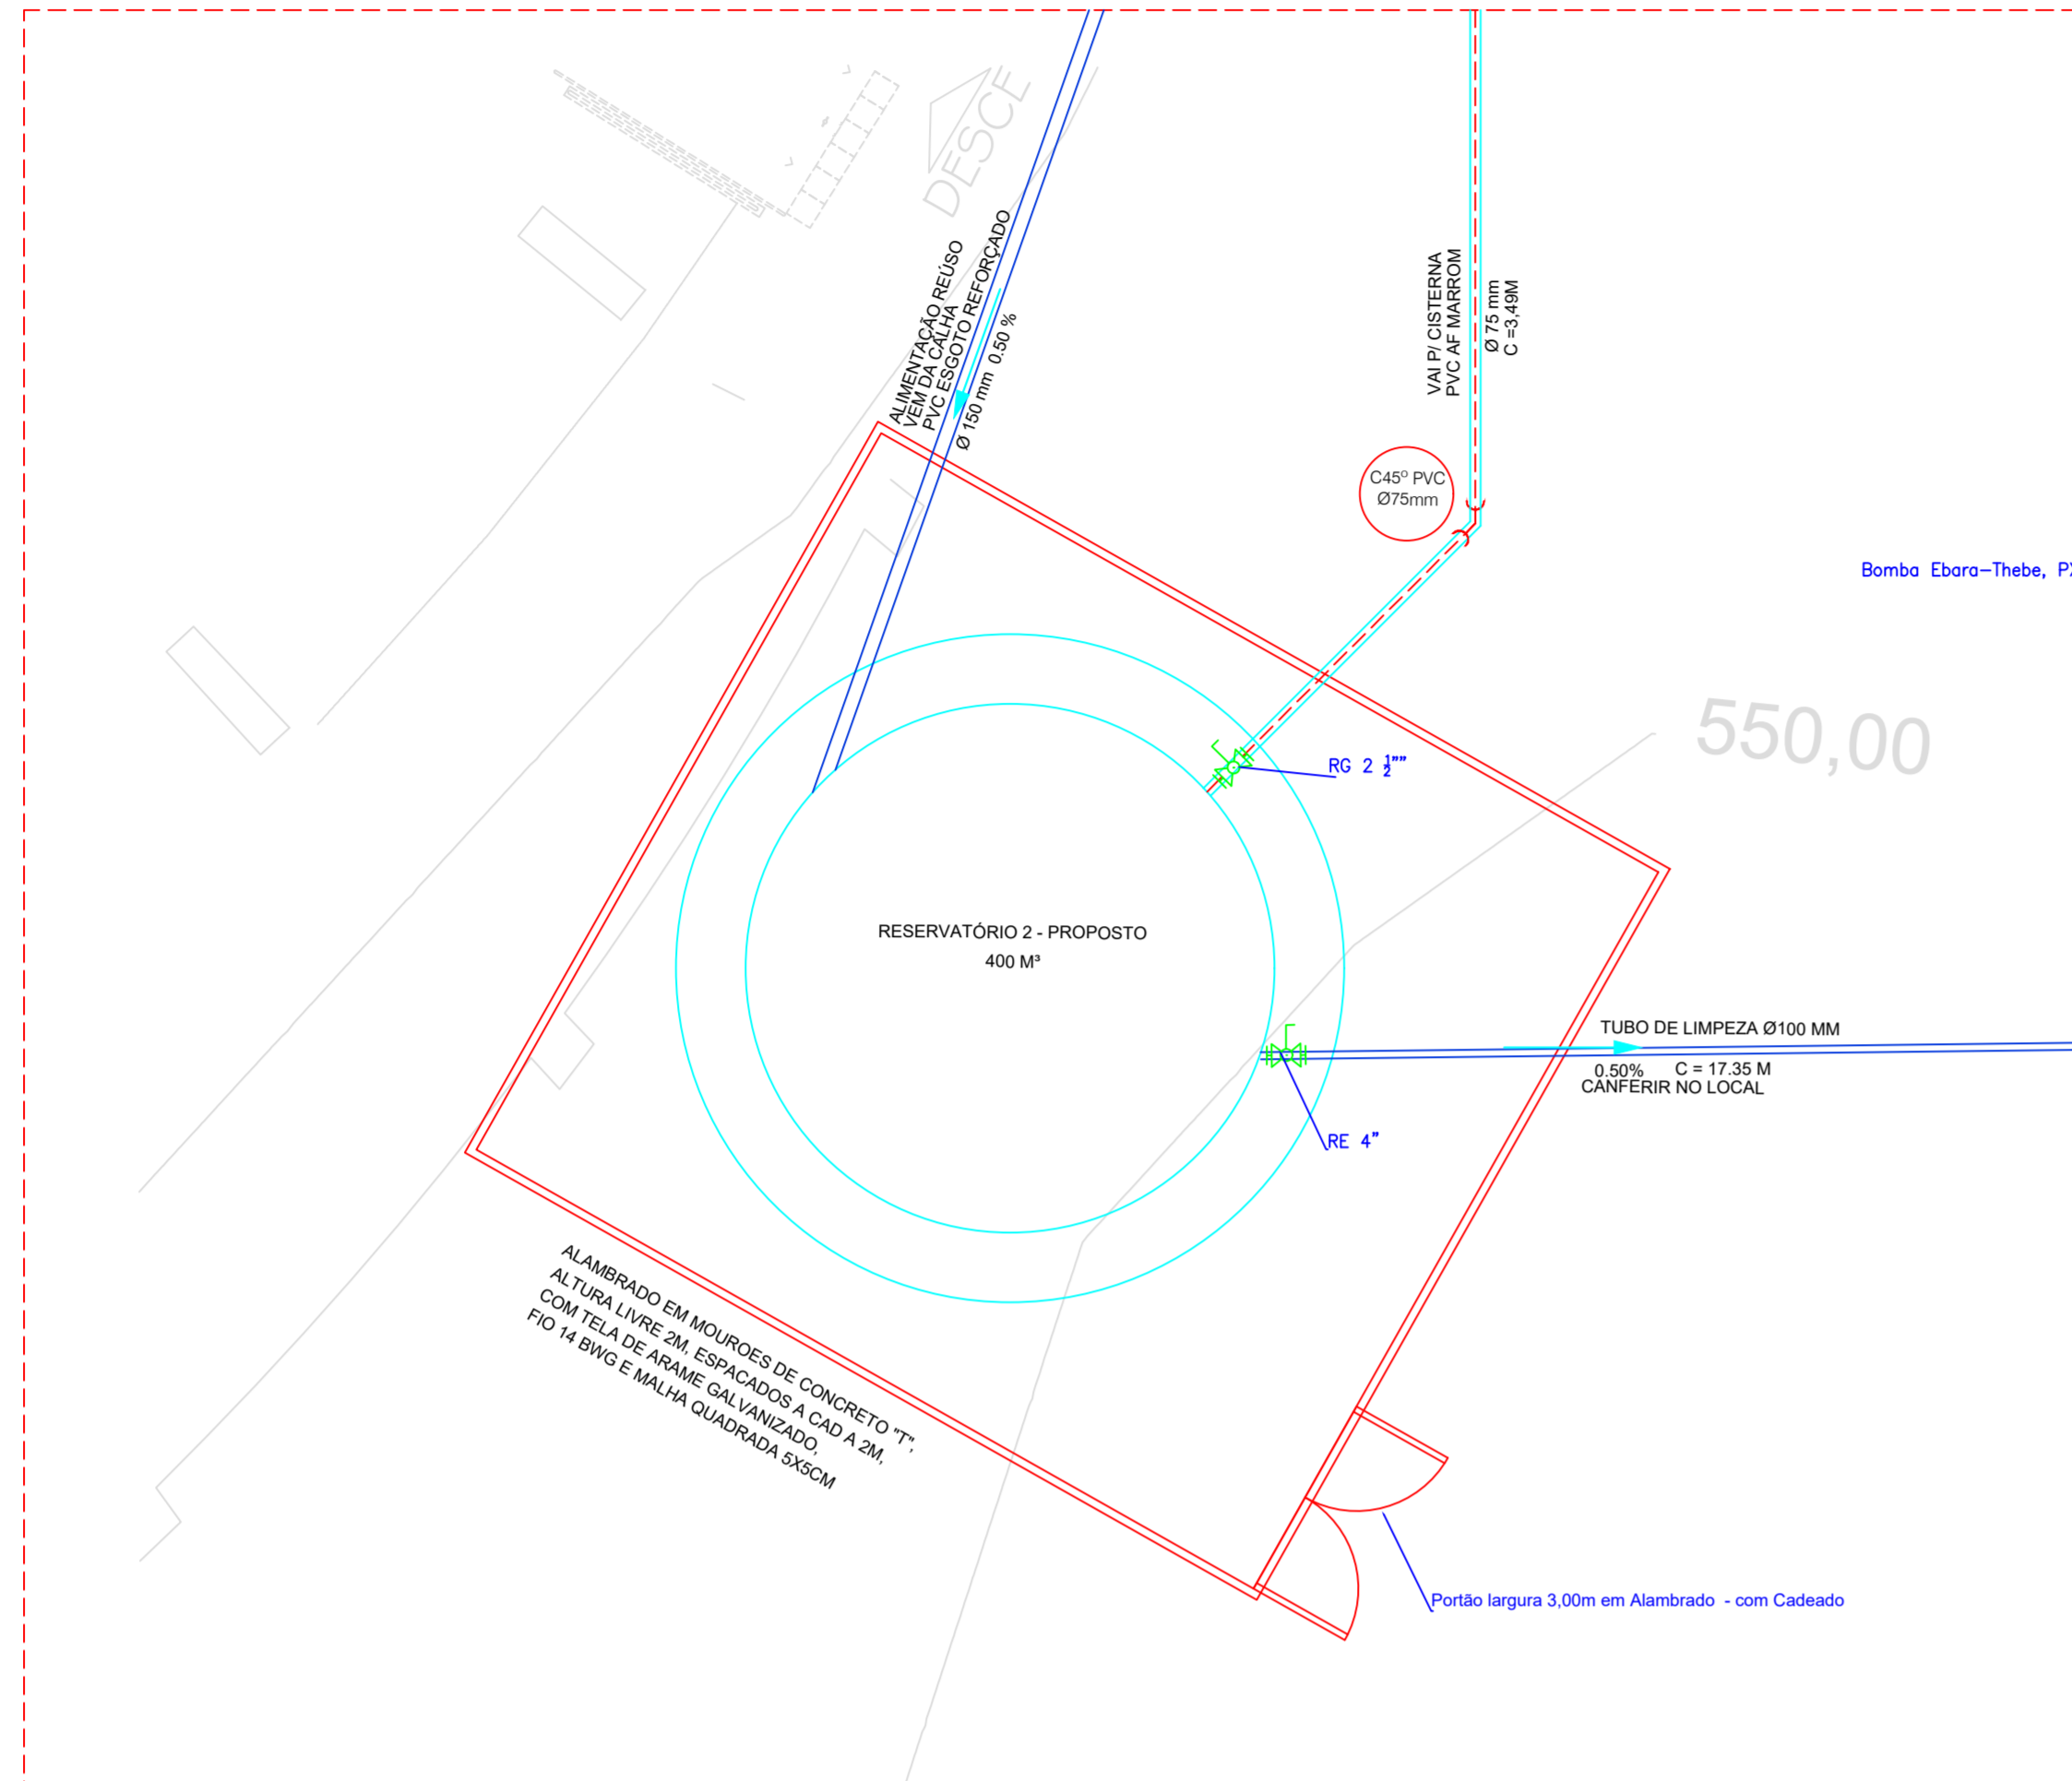 DESCE
ALIMENTAÇÃO REÚSO
VEM DA CALHA
PVC ESGOTO REFORÇADO
Ø 150 mm 0.50 %
VAI P/ CISTERNA
PVC AF MARROM
Ø 75 mm
C =3,49M
C45º PVC
Ø75mm
Bomba Ebara-Thebe, P
550,00
RG 2 ½""
RESERVATÓRIO 2 - PROPOSTO
400 M³
TUBO DE LIMPEZA Ø100 MM
0.50% C = 17.35 M
CANFERIR NO LOCAL
RE 4"
ALAMBRADO EM MOUROES DE CONCRETO "T",
ALTURA LIVRE 2M, ESPACADOS A CAD A 2M,
COM TELA DE ARAME GALVANIZADO,
FIO 14 BWG E MALHA QUADRADA 5X5CM
Portão largura 3,00m em Alambrado - com Cadeado